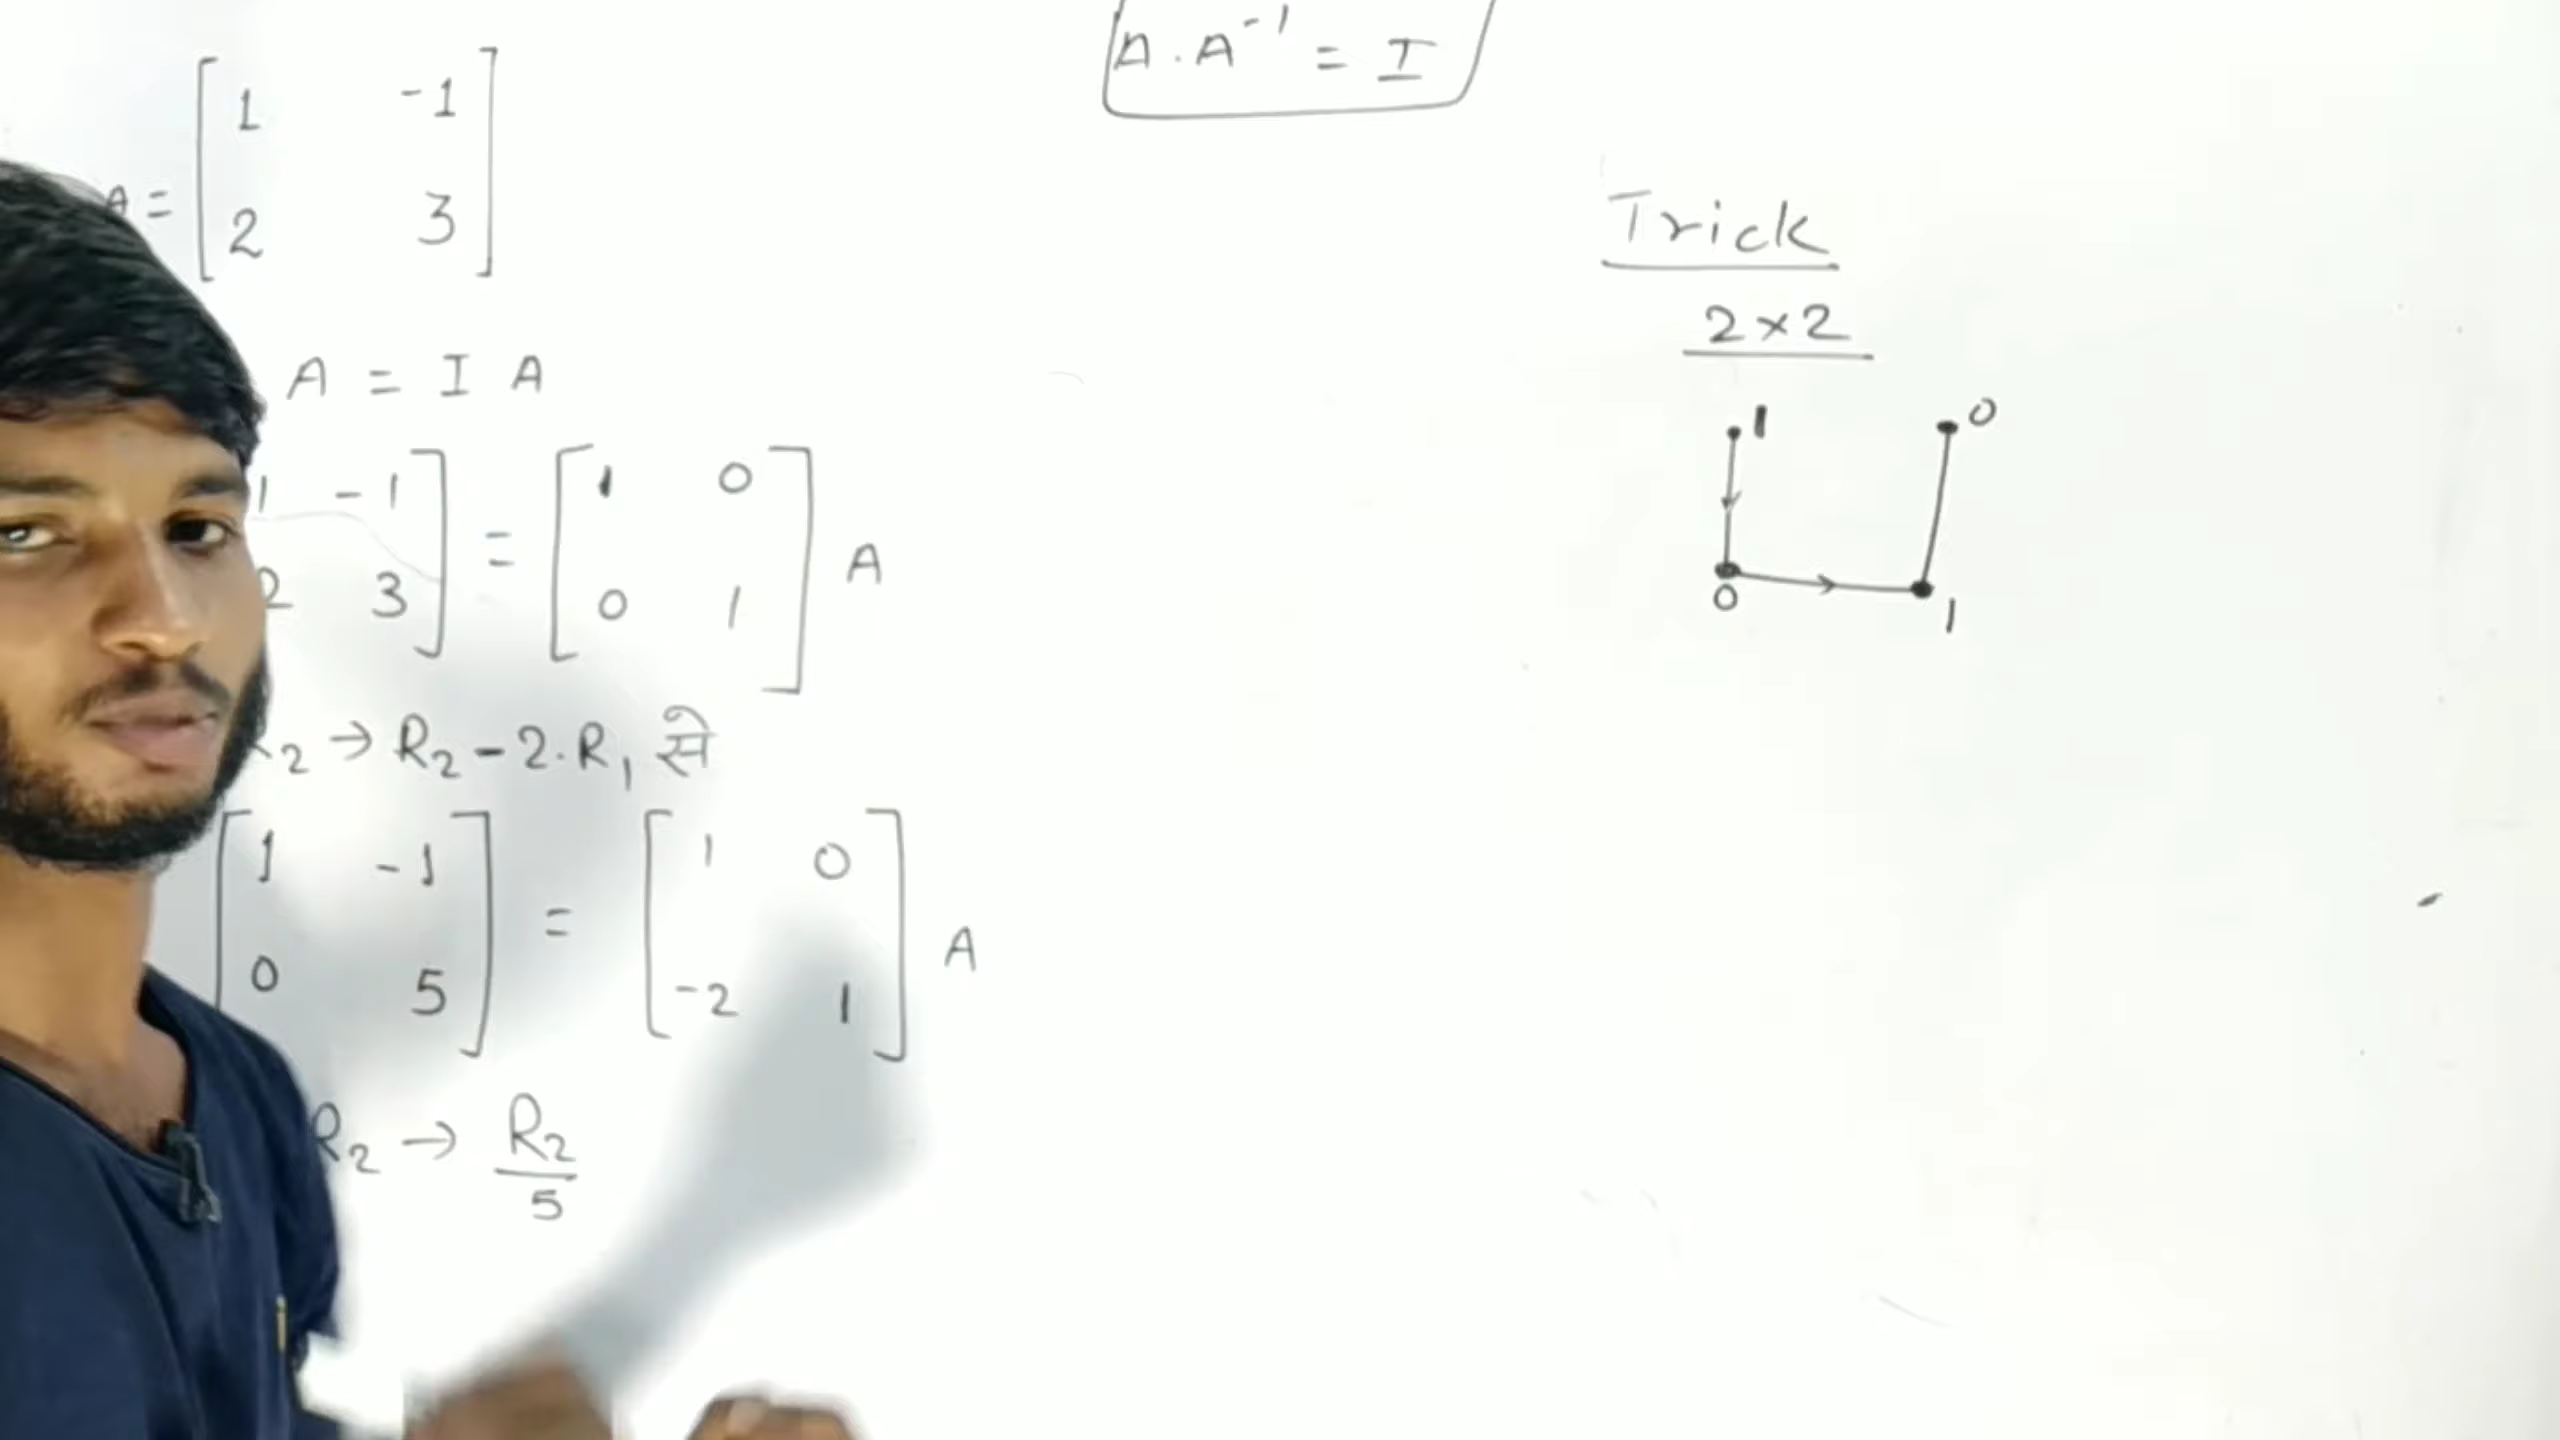 A . A⁻¹ = I
1 -1
A =
2 3
A = I A
1 -1 = 1 0 A
2 3 0 1
R₂ → R₂ - 2 . R₁ से
1 -1 = 1 0 A
0 5 -2 1
R₂ → R₂/5
Trick
2×2
1 0
0 1